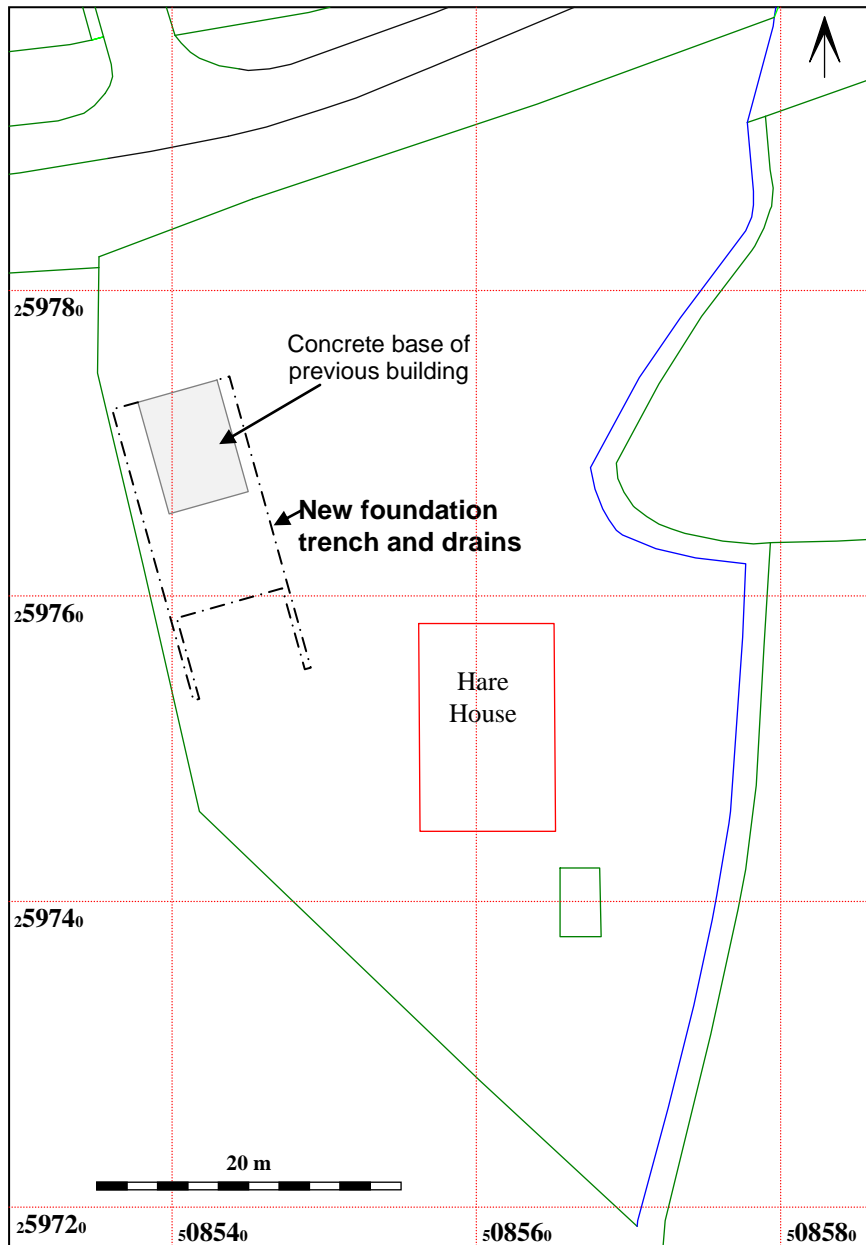 259780
Concrete base of
previous building
New foundation
trench and drains
259760
Hare
House
259740
20 m
259720
508540
508560
508580